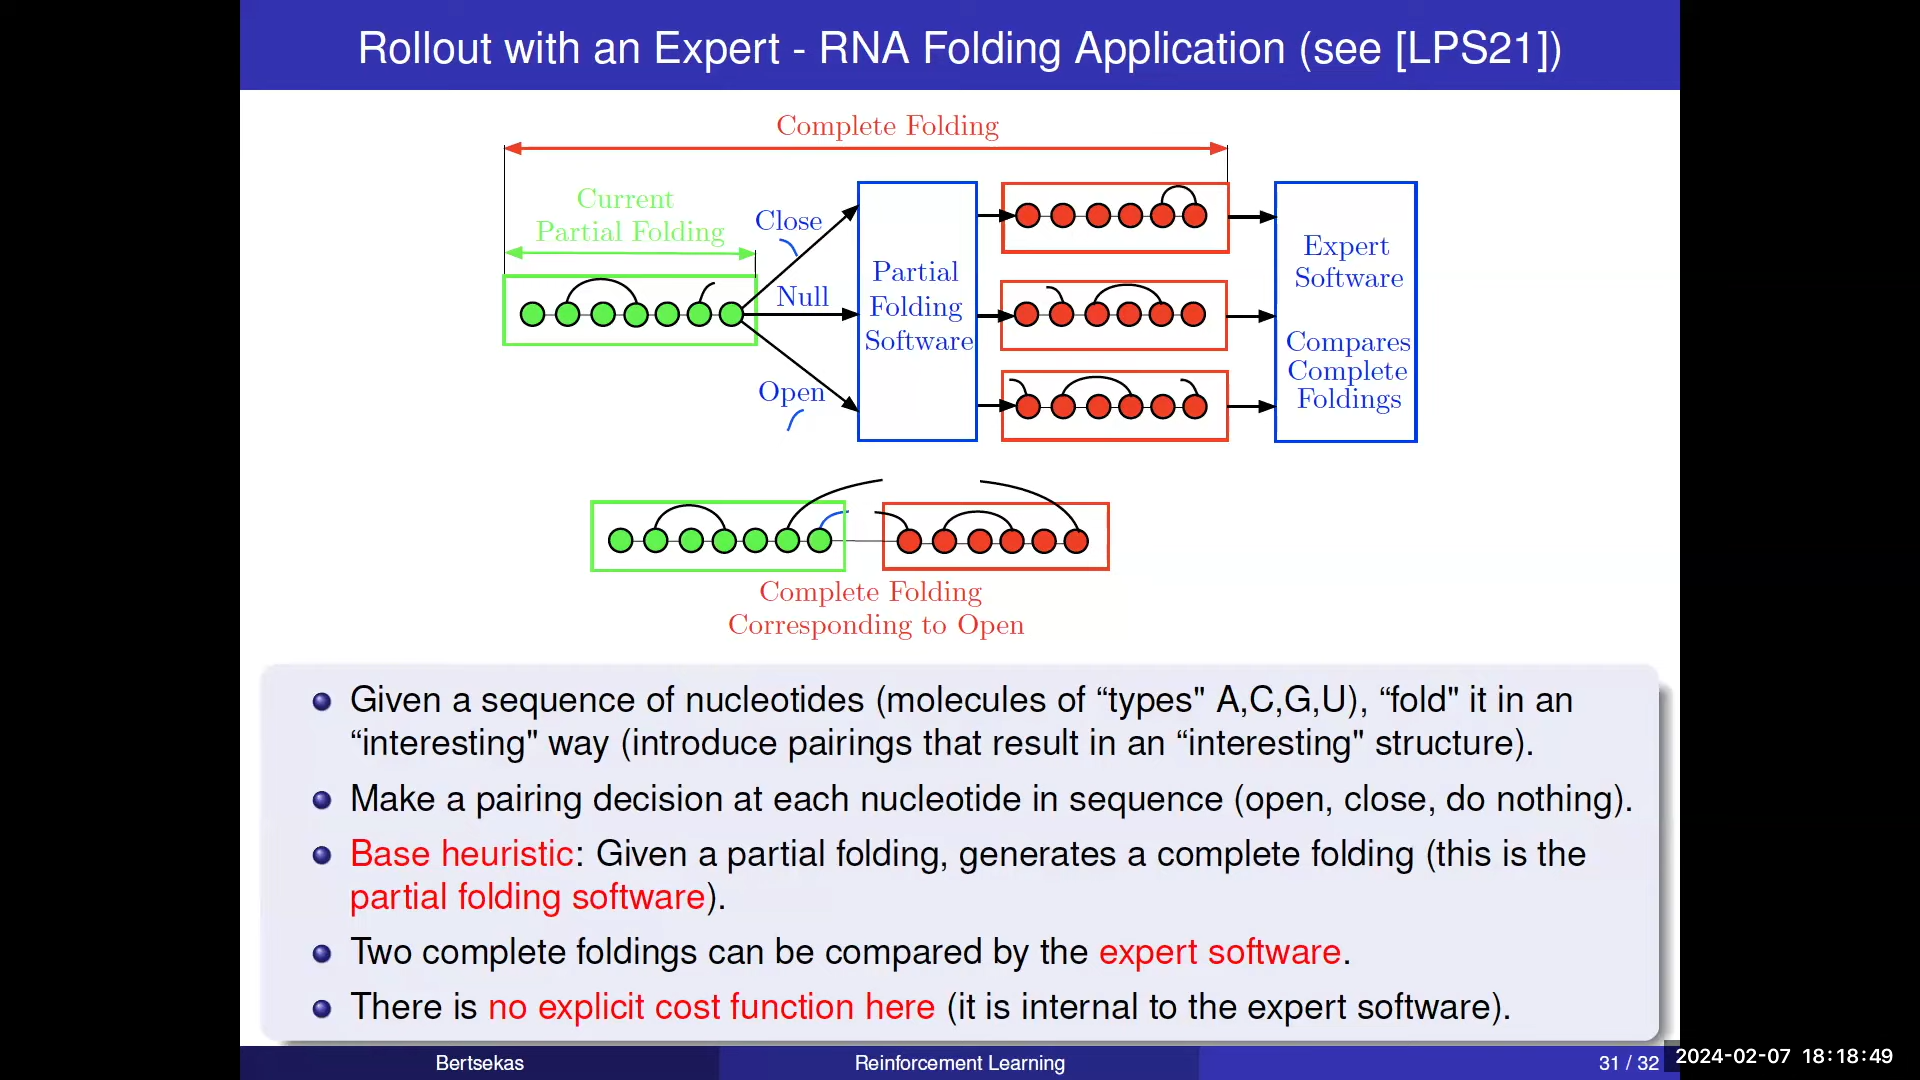 Rollout with an Expert - RNA Folding Application (see [LPS21])
Complete Folding
Current
Partial Folding
Close
Null
Open
Partial
Folding
Software
Expert
Software
Compares
Complete
Foldings
Complete Folding
Corresponding to Open
Given a sequence of nucleotides (molecules of “types" A,C,G,U), “fold" it in an
“interesting" way (introduce pairings that result in an “interesting" structure).
Make a pairing decision at each nucleotide in sequence (open, close, do nothing).
Base heuristic: Given a partial folding, generates a complete folding (this is the
partial folding software).
Two complete foldings can be compared by the expert software.
There is no explicit cost function here (it is internal to the expert software).
Bertsekas
Reinforcement Learning
31 / 32
2024-02-07 18:18:49